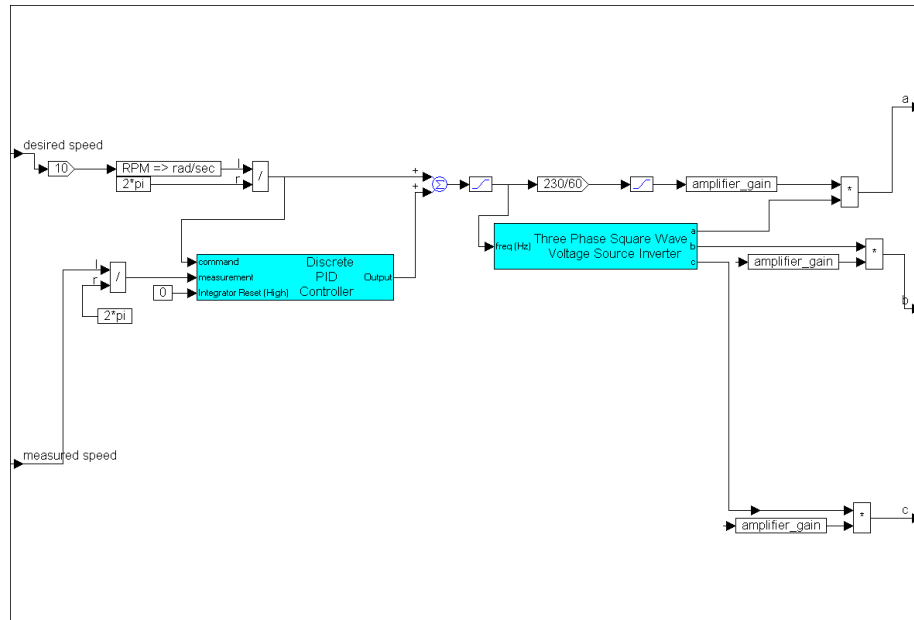 a
desired speed
10
RPM => rad/sec
l
r
/
2*pi
+
+
Σ
230/60
amplifier_gain
*
command
measurement
Integrator Reset (High)
Discrete
PID
Controller
Output
freq (Hz)
Three Phase Square Wave
Voltage Source Inverter
a
b
c
*
amplifier_gain
l
r
/
0
2*pi
b
measured speed
*
amplifier_gain
c